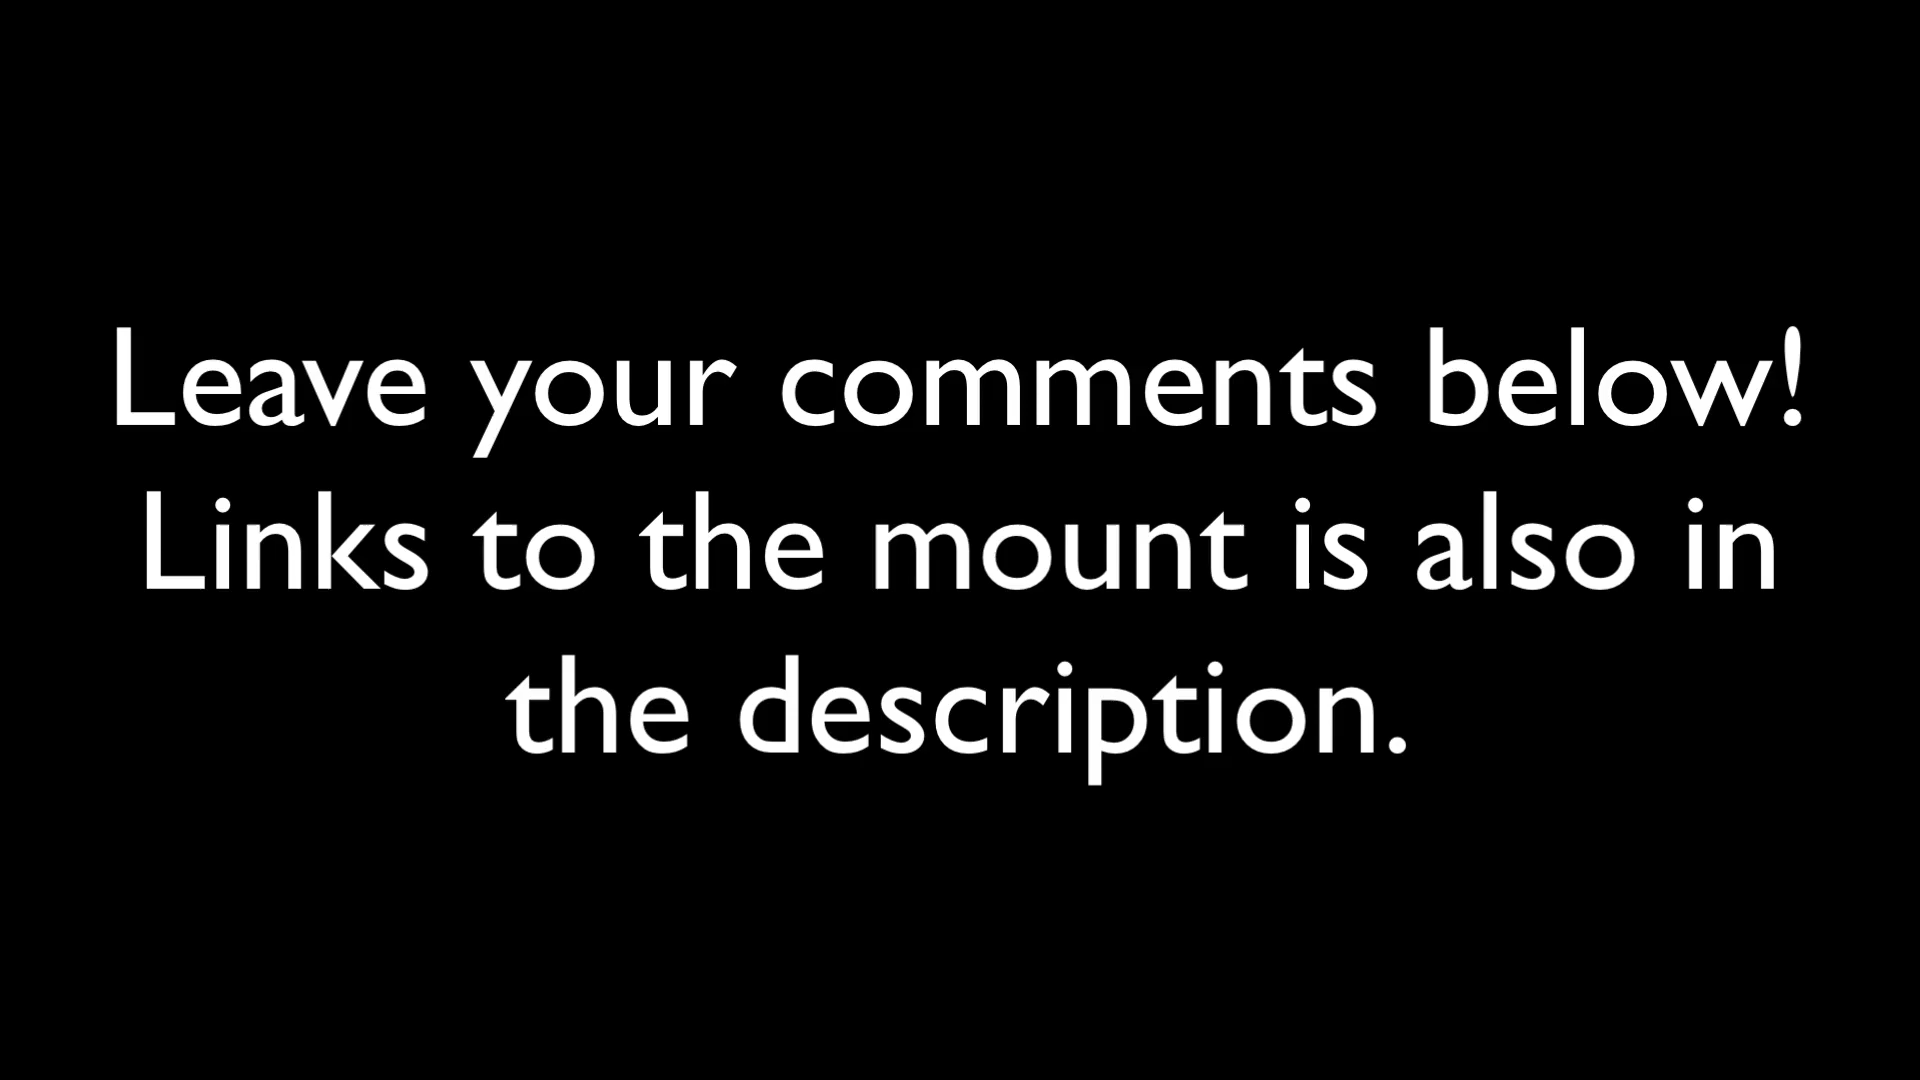 Leave your comments below!
Links to the mount is also in
the description.